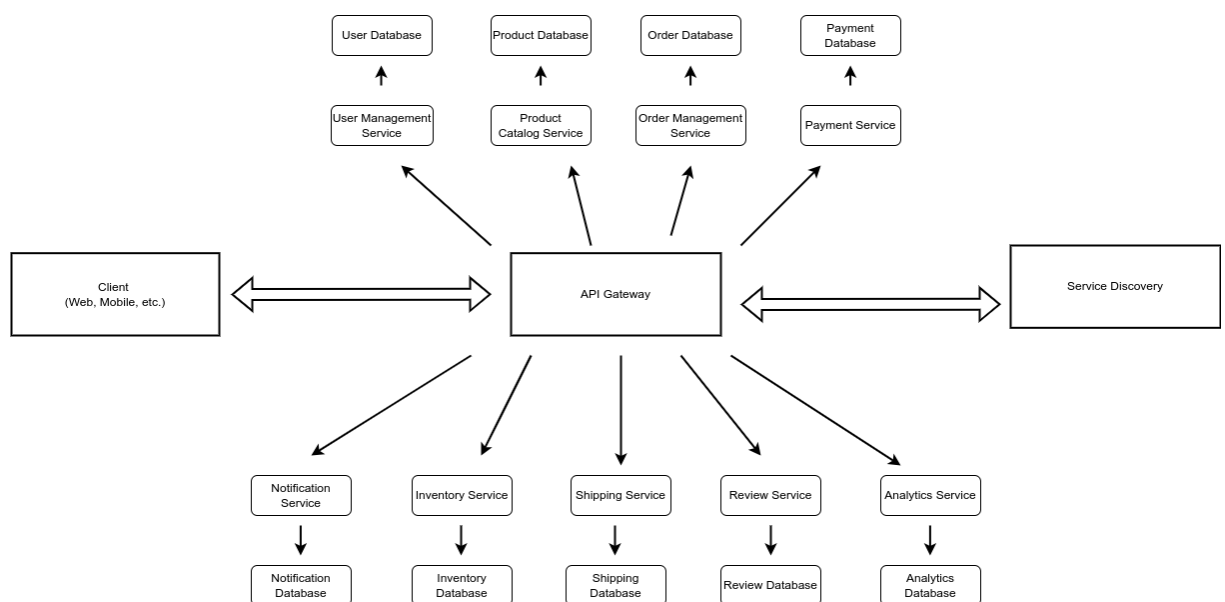 User Database
Product Database
Order Database
Payment
Database
User Management
Service
Product
Catalog Service
Order Management
Service
Payment Service
Client
(Web, Mobile, etc.)
API Gateway
Service Discovery
Notification
Service
Inventory Service
Shipping Service
Review Service
Analytics Service
Notification
Database
Inventory
Database
Shipping
Database
Review Database
Analytics
Database